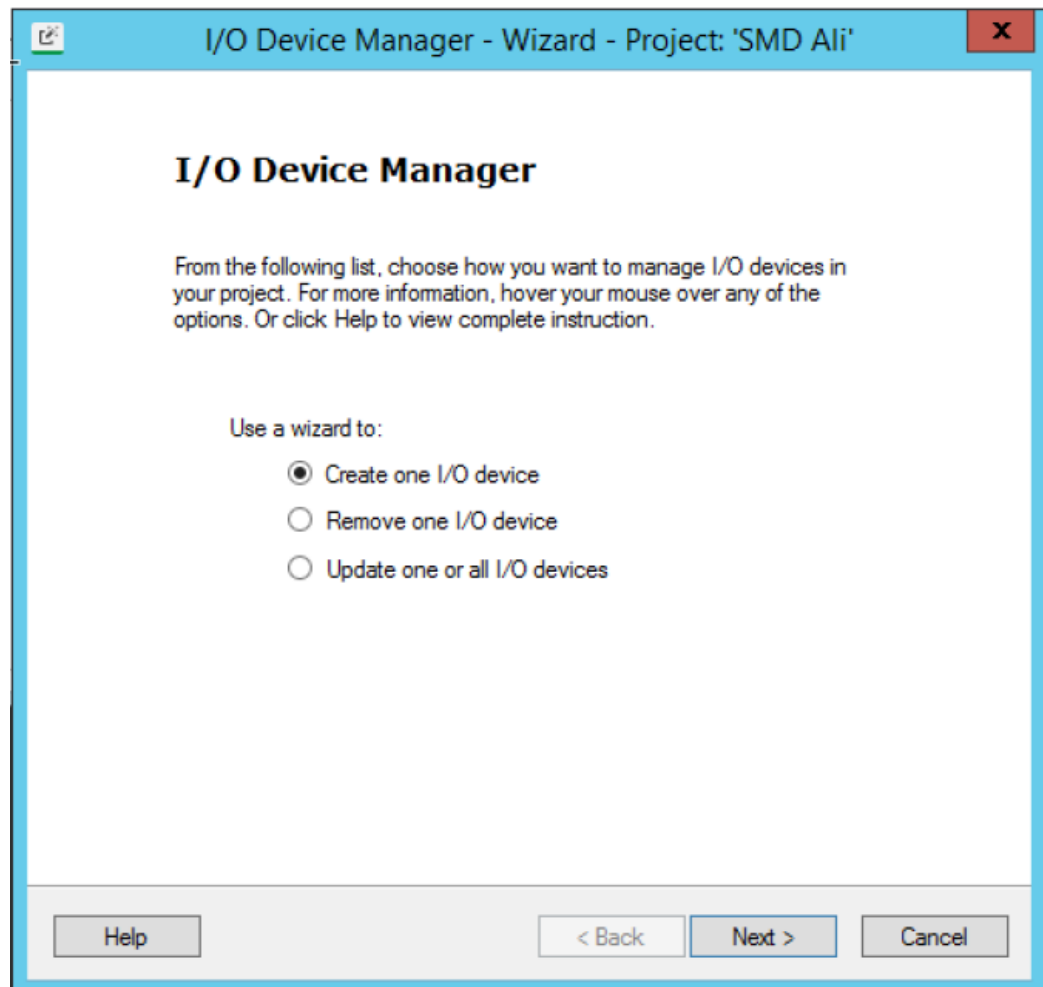 I/O Device Manager - Wizard - Project: 'SMD Ali'
x
I/O Device Manager
From the following list, choose how you want to manage I/O devices in
your project. For more information, hover your mouse over any of the
options. Or click Help to view complete instruction.
Use a wizard to:
Create one I/O device
Remove one I/O device
Update one or all I/O devices
Help
< Back
Next >
Cancel